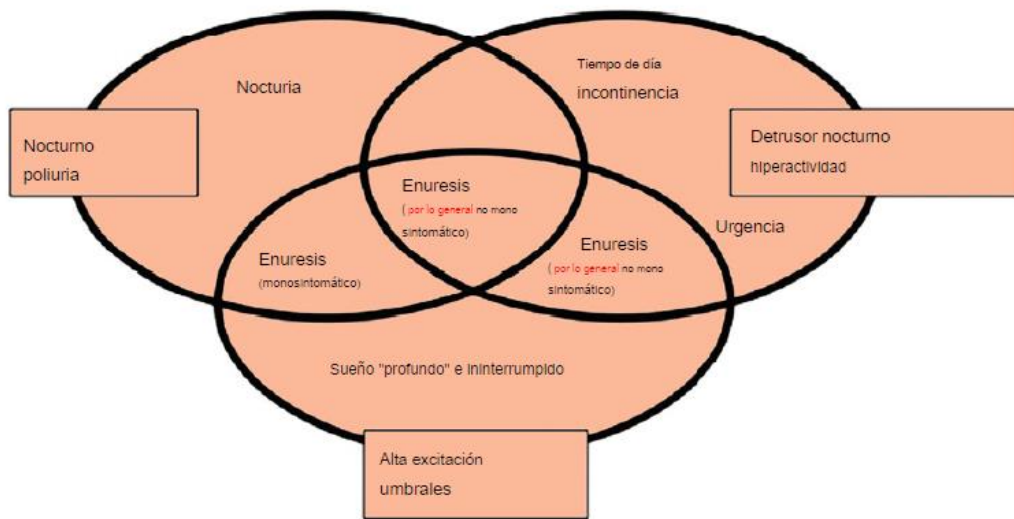 Nocturia
Tiempo de día
incontinencia
Nocturno
poliuria
Detrusor nocturno
hiperactividad
Enuresis
( por lo general no mono
sintomático)
Urgencia
Enuresis
(monosintomático)
Enuresis
( por lo general no mono
sintomático)
Sueño "profundo" e ininterrumpido
Alta excitación
umbrales